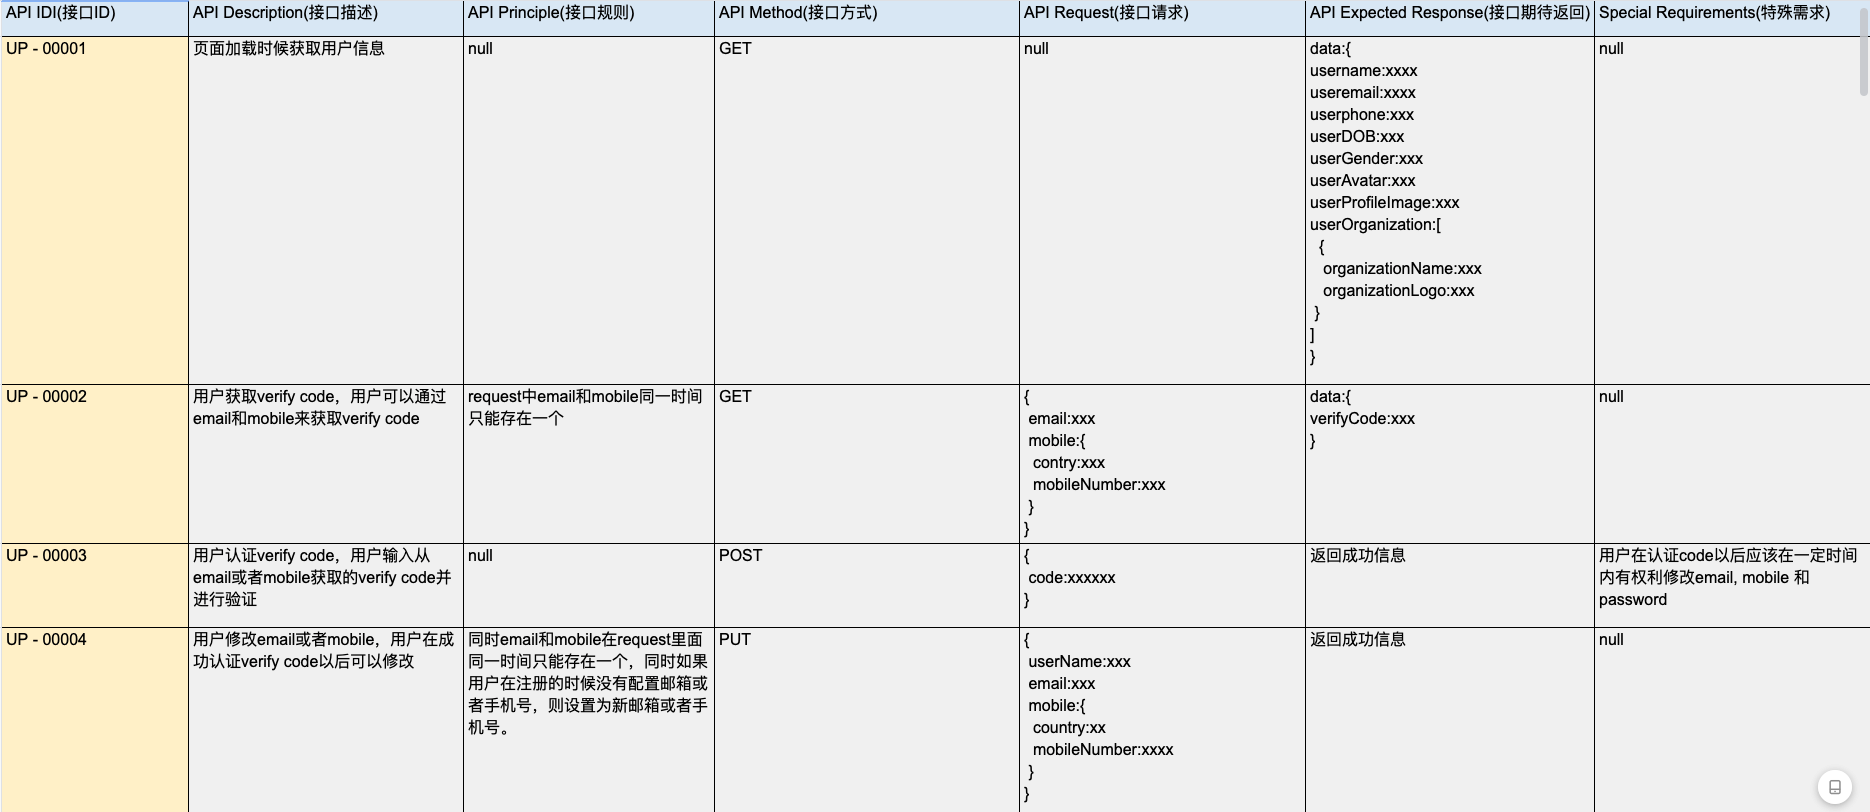 API IDI(接口ID)
API Description(接口描述)
API Principle(接口规则)
API Method(接口方式)
API Request(接口请求)
API Expected Response(接口期待返回)
Special Requirements(特殊需求)
UP - 00001
页面加载时候获取用户信息
null
GET
null
data:{
username:xxxx
useremail:xxxx
userphone:xxx
userDOB:xxx
userGender:xxx
userAvatar:xxx
userProfileImage:xxx
userOrganization:[
{
organizationName:xxx
organizationLogo:xxx
}
]
}
null
UP - 00002
用户获取verify code，用户可以通过
email和mobile来获取verify code
request中email和mobile同一时间
只能存在一个
GET
{
email:xxx
mobile:{
contry:xxx
mobileNumber:xxx
}
}
data:{
verifyCode:xxx
}
null
UP - 00003
用户认证verify code，用户输入从
email或者mobile获取的verify code并
进行验证
null
POST
{
code:xxxxxx
}
返回成功信息
用户在认证code以后应该在一定时间
内有权利修改email, mobile 和
password
UP - 00004
用户修改email或者mobile，用户在成
功认证verify code以后可以修改
同时email和mobile在request里面
同一时间只能存在一个，同时如果
用户在注册的时候没有配置邮箱或
者手机号，则设置为新邮箱或者手
机号。
PUT
{
userName:xxx
email:xxx
mobile:{
country:xx
mobileNumber:xxxx
}
}
返回成功信息
null